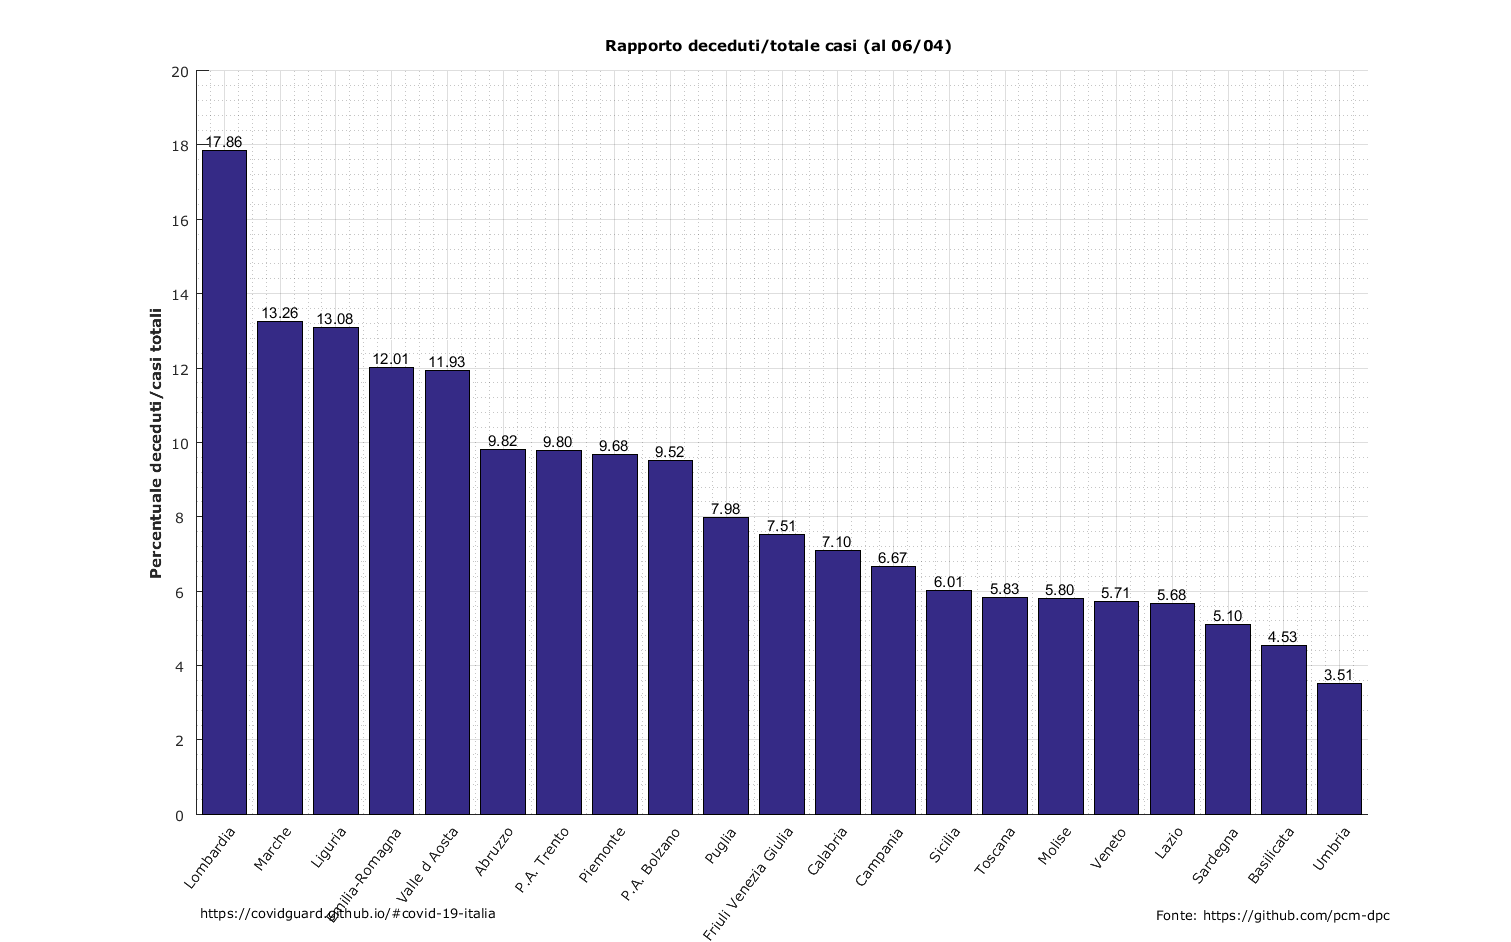 Rapporto deceduti/totale casi (al 06/04)
Percentuale deceduti/casi totali
20
18
16
14
12
10
8
6
4
2
0
17.86
13.26
13.08
12.01
11.93
9.82
9.80
9.68
9.52
7.98
7.51
7.10
6.67
6.01
5.83
5.80
5.71
5.68
5.10
4.53
3.51
Lombardia
Marche
Liguria
Emilia-Romagna
Valle d Aosta
Abruzzo
P.A. Trento
Piemonte
P.A. Bolzano
Puglia
Friuli Venezia Giulia
Calabria
Campania
Sicilia
Toscana
Molise
Veneto
Lazio
Sardegna
Basilicata
Umbria
https://covidguard.github.io/#covid-19-italia
Fonte: https://github.com/pcm-dpc